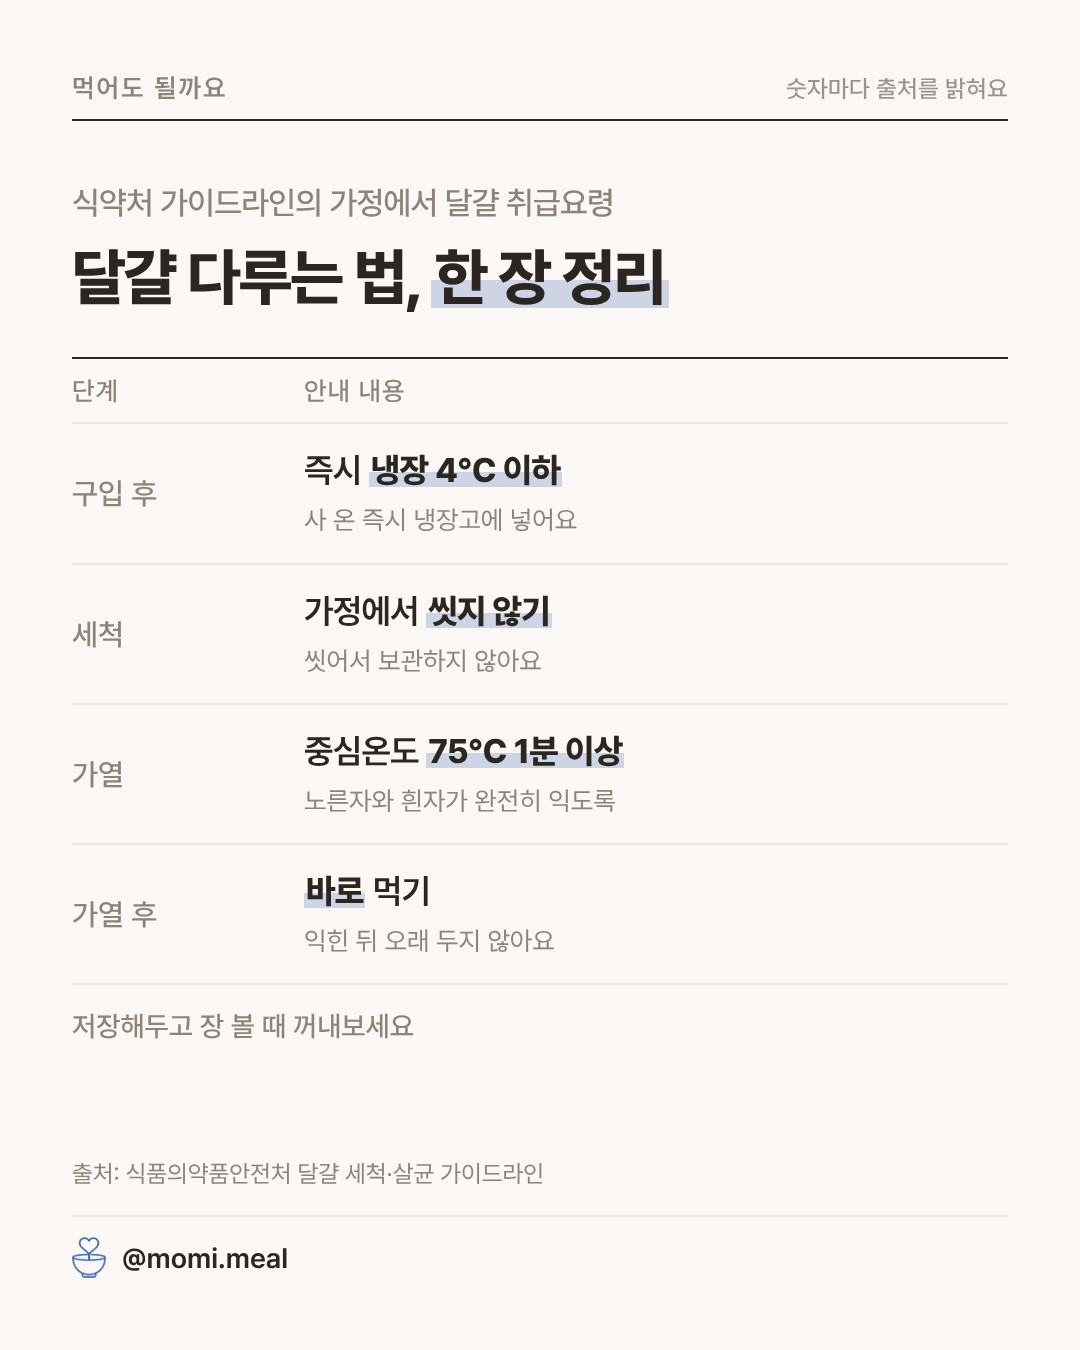 먹어도 될까요
숫자마다 출처를 밝혀요
식약처 가이드라인의 가정에서 달걀 취급요령
달걀 다루는 법, 한 장 정리
단계
안내 내용
구입 후
즉시 냉장 4°C 이하
사 온 즉시 냉장고에 넣어요
세척
가정에서 씻지 않기
씻어서 보관하지 않아요
가열
중심온도 75°C 1분 이상
노른자와 흰자가 완전히 익도록
가열 후
바로 먹기
익힌 뒤 오래 두지 않아요
저장해두고 장 볼 때 꺼내보세요
출처: 식품의약품안전처 달걀 세척·살균 가이드라인
@momi.meal